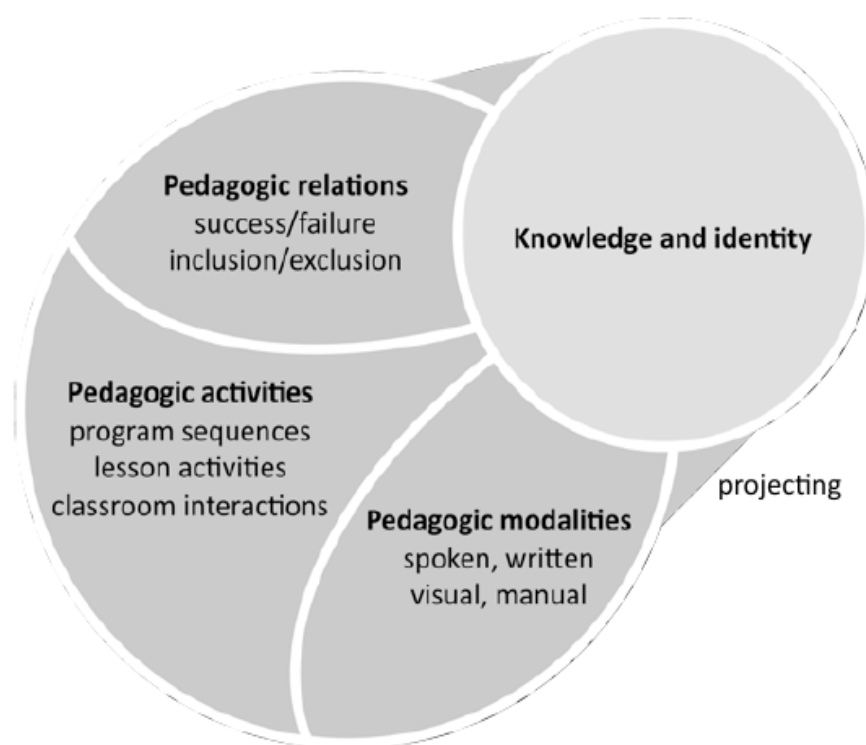 Pedagogic relations
success/failure
inclusion/exclusion
Knowledge and identity
Pedagogic activities
program sequences
lesson activities
classroom interactions
Pedagogic modalities
spoken, written
visual, manual
projecting